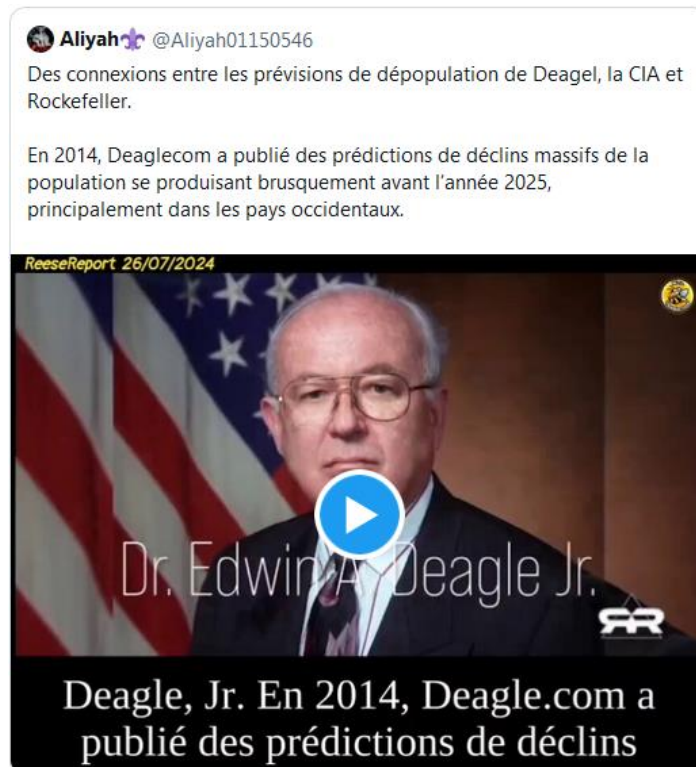 Aliyah⚜ @Aliyah01150546
Des connexions entre les prévisions de dépopulation de Deagel, la CIA et
Rockefeller.
En 2014, Deaglecom a publié des prédictions de déclins massifs de la
population se produisant brusquement avant l’année 2025,
principalement dans les pays occidentaux.
ReeseReport 26/07/2024
Dr. Edwin A. Deagle Jr.
RR
Deagle, Jr. En 2014, Deagle.com a
publié des prédictions de déclins